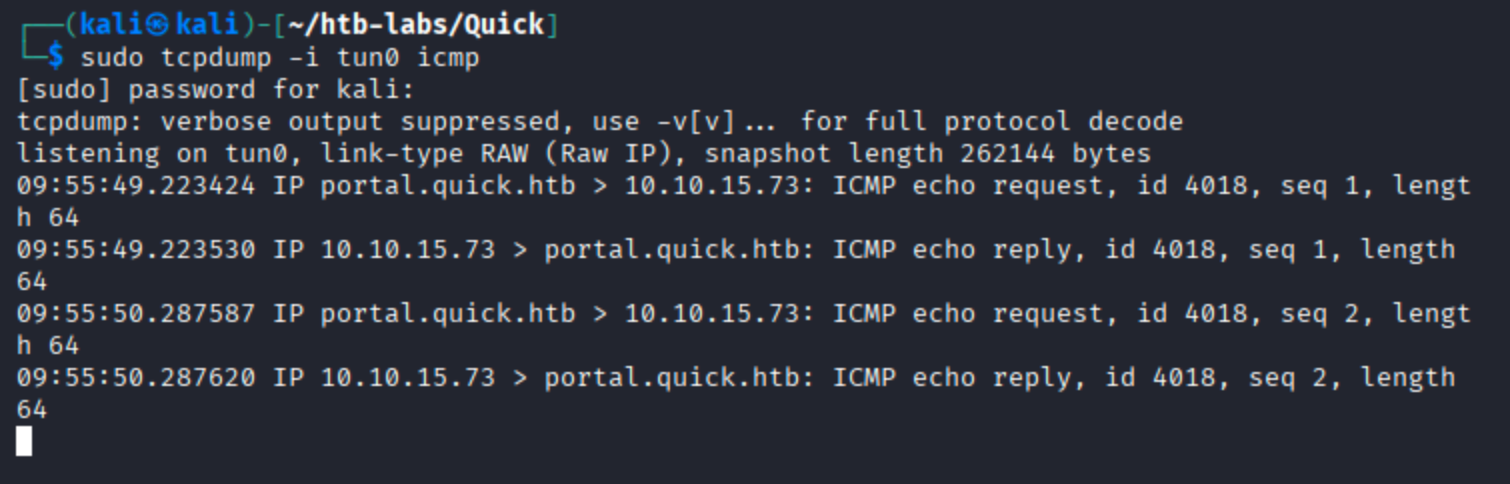 ┌──(kali㉿kali)-[~/htb-labs/Quick]
└─$ sudo tcpdump -i tun0 icmp
[sudo] password for kali:
tcpdump: verbose output suppressed, use -v[v]... for full protocol decode
listening on tun0, link-type RAW (Raw IP), snapshot length 262144 bytes
09:55:49.223424 IP portal.quick.htb > 10.10.15.73: ICMP echo request, id 4018, seq 1, lengt
h 64
09:55:49.223530 IP 10.10.15.73 > portal.quick.htb: ICMP echo reply, id 4018, seq 1, length
64
09:55:50.287587 IP portal.quick.htb > 10.10.15.73: ICMP echo request, id 4018, seq 2, lengt
h 64
09:55:50.287620 IP 10.10.15.73 > portal.quick.htb: ICMP echo reply, id 4018, seq 2, length
64